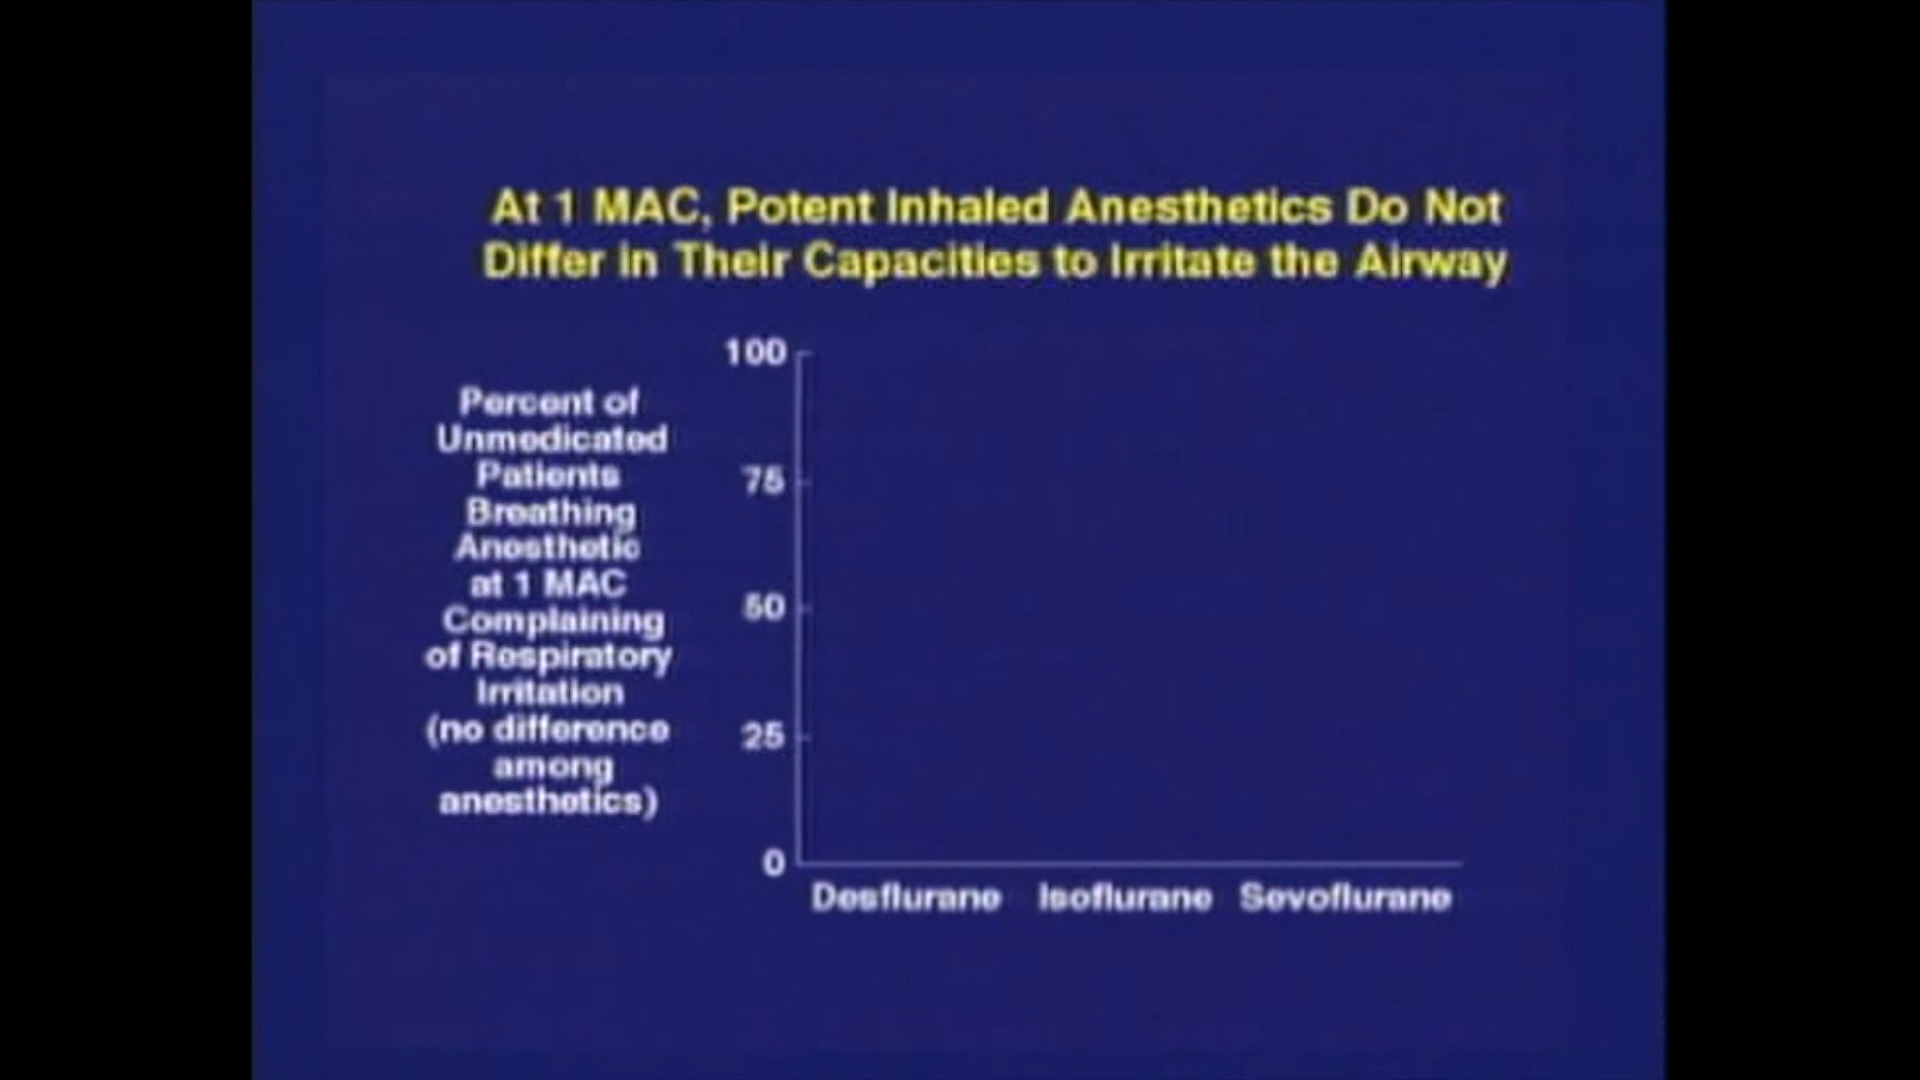 At 1 MAC, Potent Inhaled Anesthetics Do Not
Differ in Their Capacities to Irritate the Airway
Percent of
Unmedicated
Patients
Breathing
Anesthetic
at 1 MAC
Complaining
of Respiratory
Irritation
(no difference
among
anesthetics)
100
75
50
25
0
Desflurane Isoflurane Sevoflurane